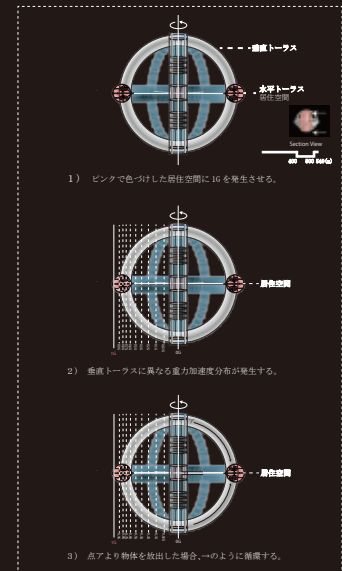 垂直トーラス
水平トーラス
居住空間
Section View
1） ピンクで色づけした居住空間に 1G を発生させる。
居住空間
2） 垂直トーラスに異なる重力加速度分布が発生する。
居住空間
3） 点アより物体を放出した場合、→のように循環する。